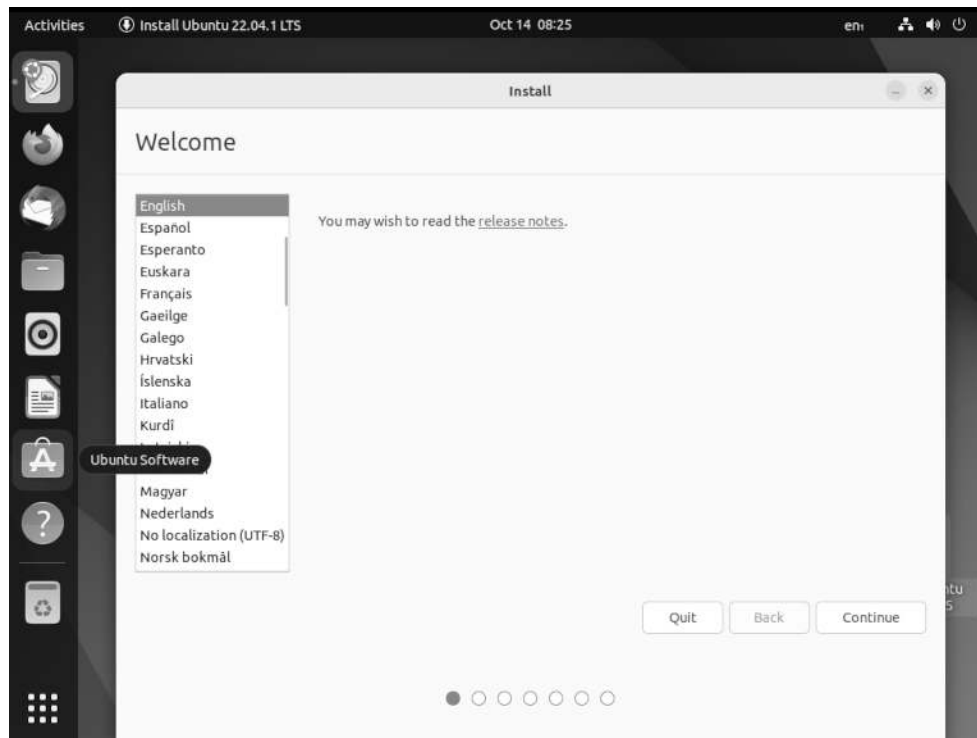 Activities Install Ubuntu 22.04.1 LTS Oct 14 08:25 en₁
Install
Welcome
English
You may wish to read the release notes.
Español
Esperanto
Euskara
Français
Gaeilge
Galego
Hrvatski
Íslenska
Italiano
Kurdî
Ubuntu Software
Magyar
Nederlands
No localization (UTF-8)
Norsk bokmål
Quit Back Continue